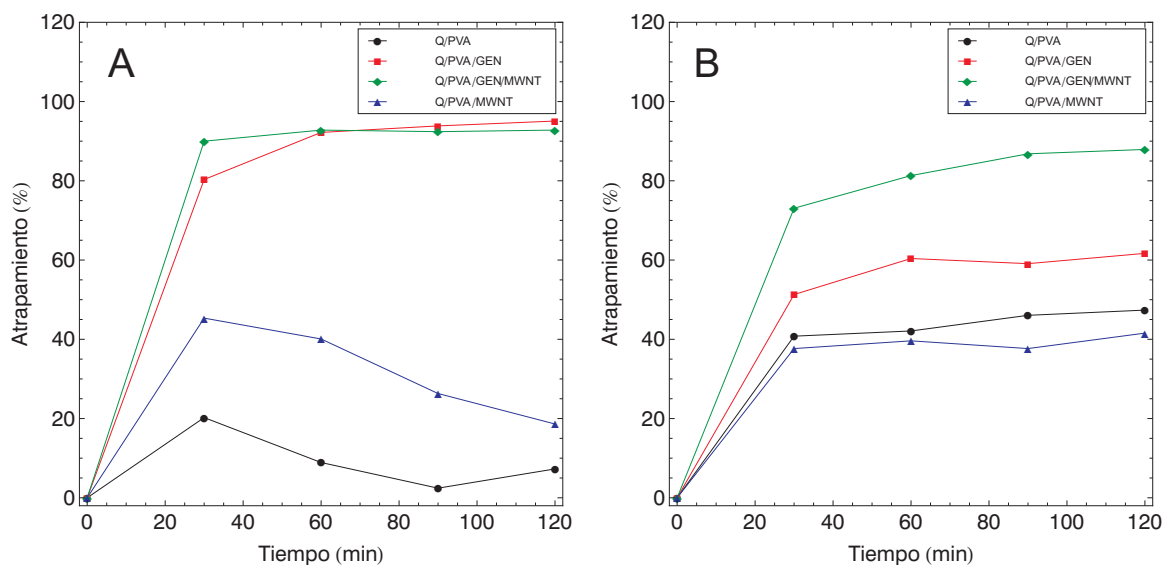 A
Q/PVA
Q/PVA/GEN
Q/PVA/GEN/MWNT
Q/PVA/MWNT
120
100
80
60
40
20
0
Atrapamiento (%)
0 20 40 60 80 100 120
Tiempo (min)
B
Q/PVA
Q/PVA/GEN
Q/PVA/GEN/MWNT
Q/PVA/MWNT
120
100
80
60
40
20
0
Atrapamiento (%)
0 20 40 60 80 100 120
Tiempo (min)